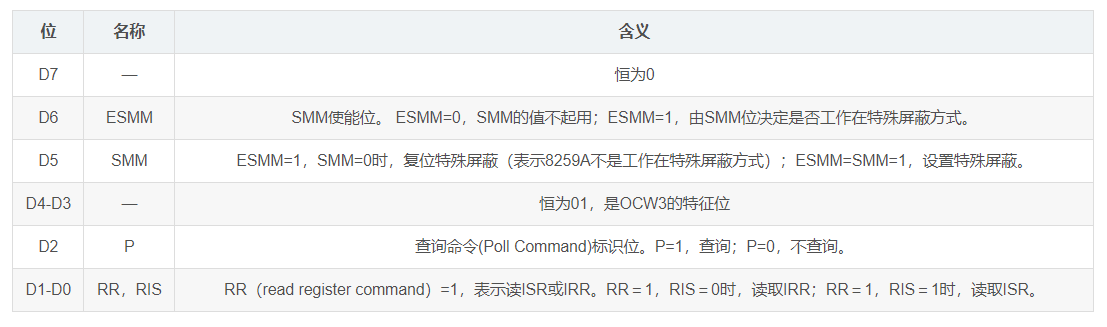 位 名称 含义
D7 — 恒为0
D6 ESMM SMM使能位。 ESMM=0，SMM的值不起用；ESMM=1，由SMM位决定是否工作在特殊屏蔽方式。
D5 SMM ESMM=1，SMM=0时，复位特殊屏蔽（表示8259A不是工作在特殊屏蔽方式）；ESMM=SMM=1，设置特殊屏蔽。
D4-D3 — 恒为01，是OCW3的特征位
D2 P 查询命令(Poll Command)标识位。P=1，查询；P=0，不查询。
D1-D0 RR，RIS RR（read register command）=1，表示读ISR或IRR。RR＝1，RIS＝0时，读取IRR；RR＝1，RIS＝1时，读取ISR。